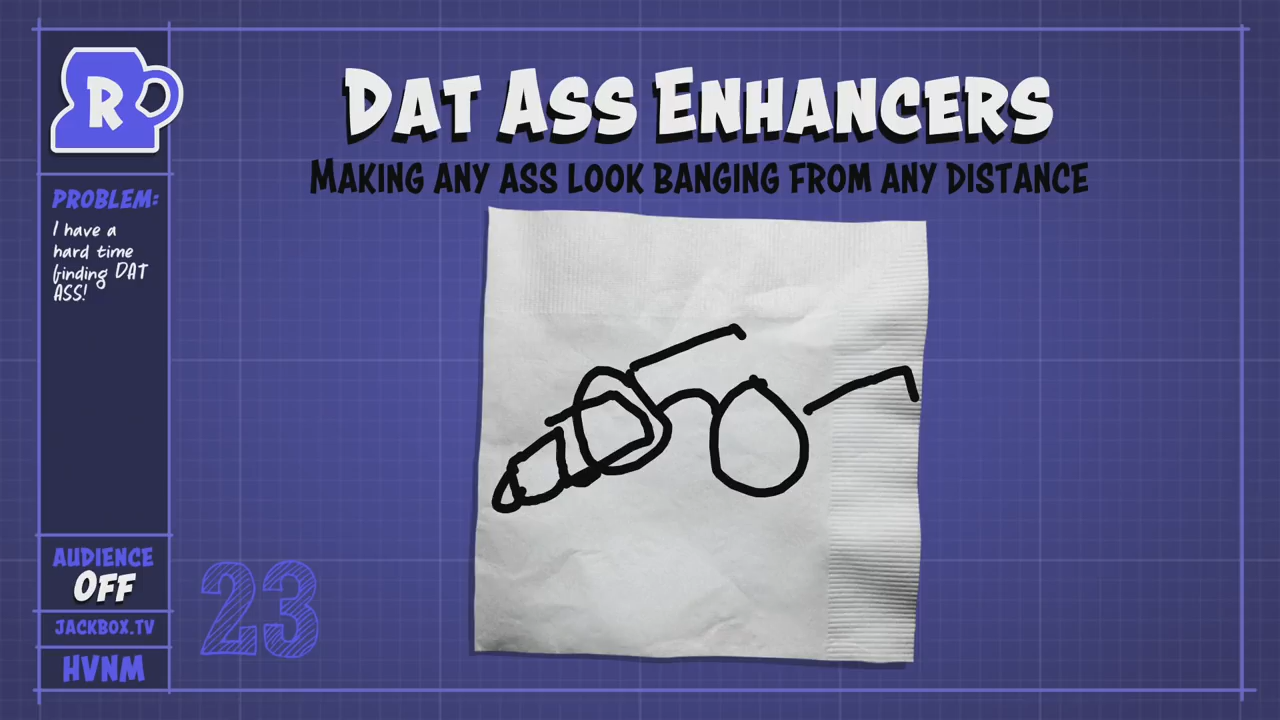 R
DAT ASS ENHANCERS
MAKING ANY ASS LOOK BANGING FROM ANY DISTANCE
PROBLEM:
I have a
hard time
finding DAT
ASS!
AUDIENCE
OFF
JACKBOX.TV
HVNM
23